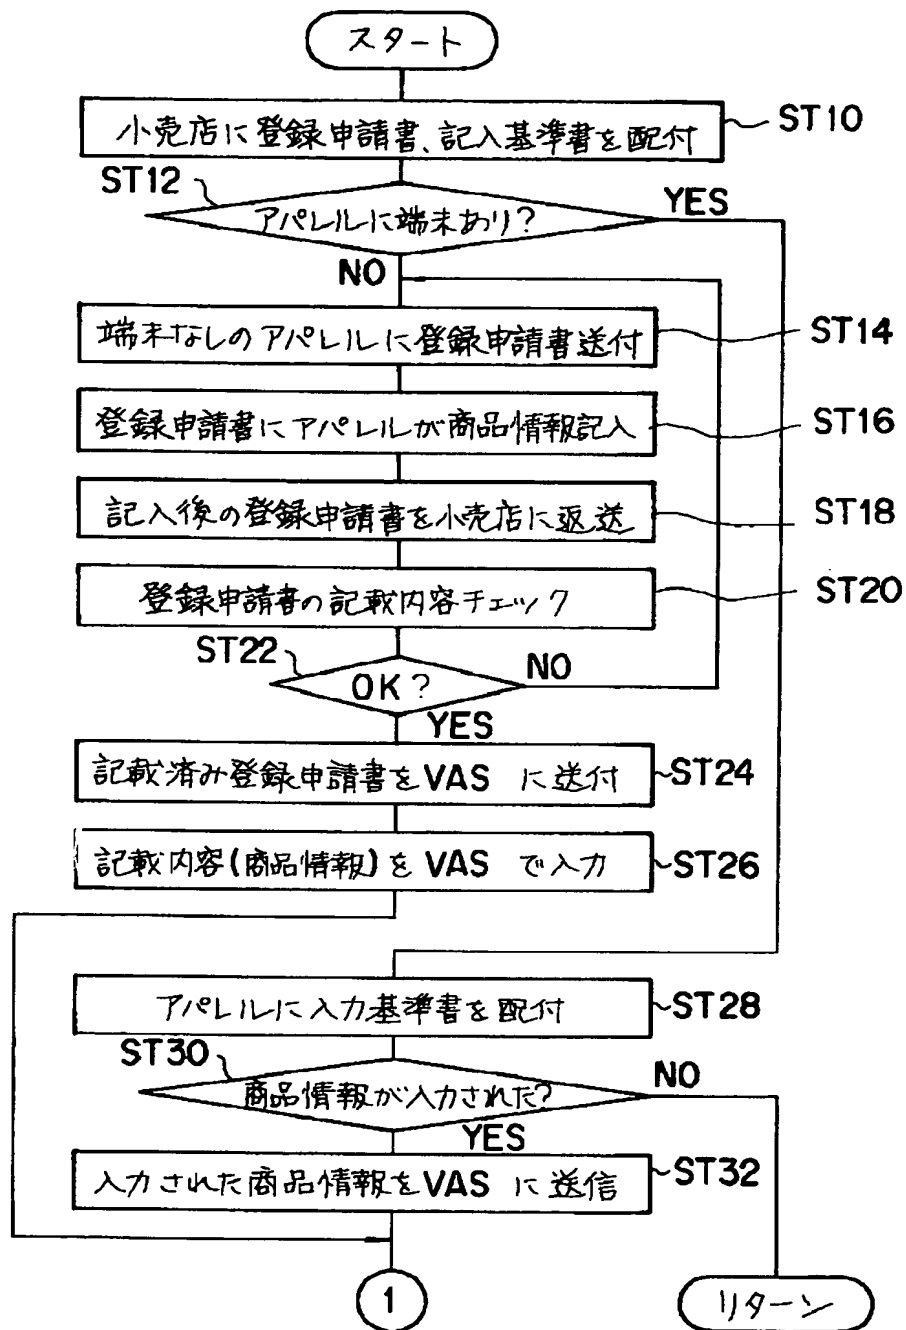 スタート
小売店に登録申請書、記入基準書を配付
ST10
ST12
アパレルに端末あり?
YES
NO
端末なしのアパレルに登録申請書送付
ST14
登録申請書にアパレルが商品情報記入
ST16
記入後の登録申請書を小売店に返送
ST18
登録申請書の記載内容チェック
ST20
ST22
OK?
NO
YES
記載済み登録申請書をVAS に送付
ST24
記載内容(商品情報)を VAS で入力
ST26
アパレルに入力基準書を配付
ST28
ST30
商品情報が入力された?
NO
YES
入力された商品情報をVAS に送信
ST32
1
リターン